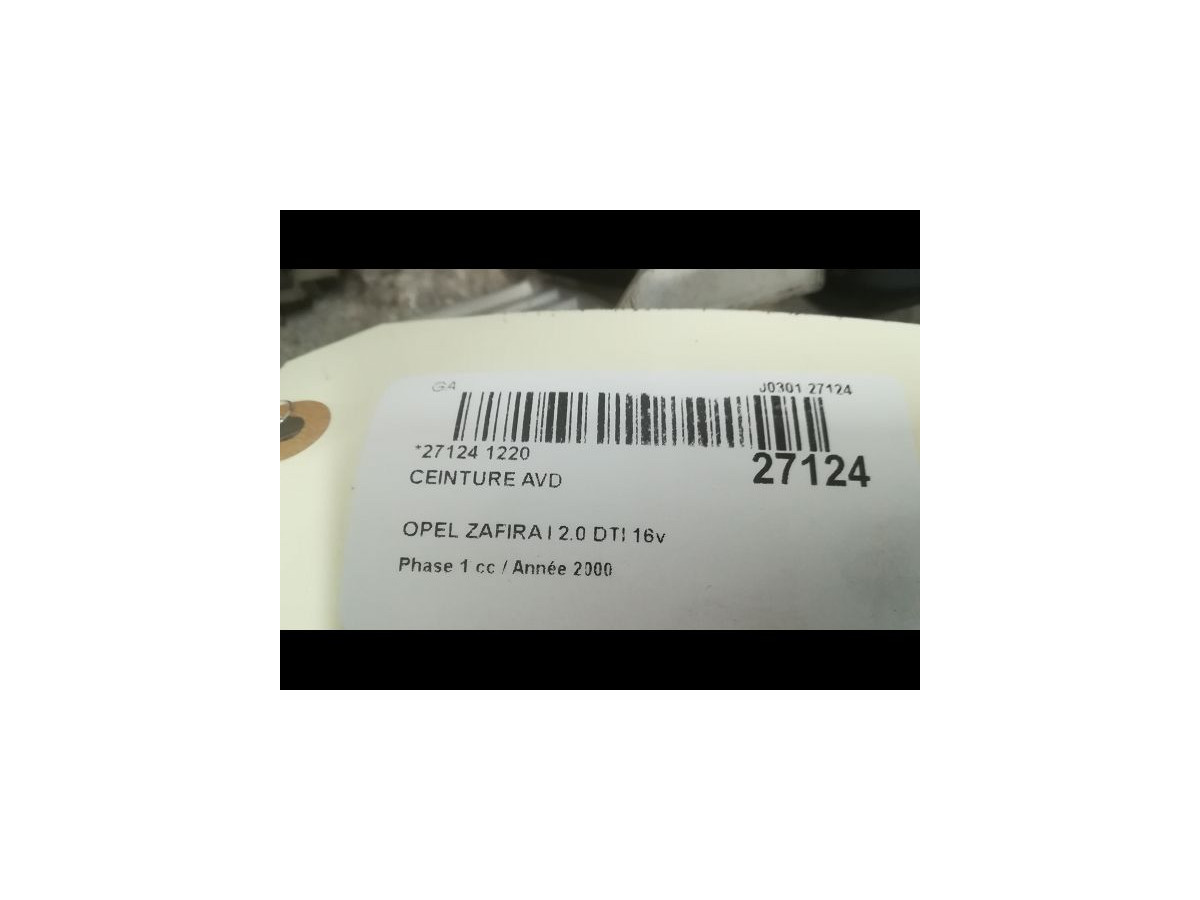 G4 J0301 27124
*27124 1220 27124
CEINTURE AVD
OPEL ZAFIRA I 2.0 DTI 16v
Phase 1 cc / Année 2000